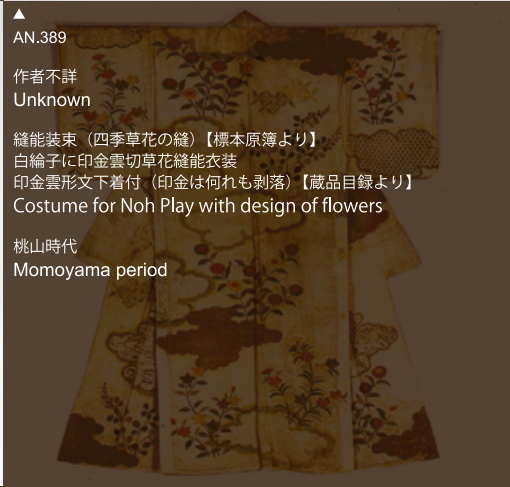 ▲
AN.389
作者不詳
Unknown
縫能装束（四季草花の縫）【標本原簿より】
白綸子に印金雲切草花縫能衣装
印金雲形文下着付（印金は何れも剥落）【蔵品目録より】
Costume for Noh Play with design of flowers
桃山時代
Momoyama period